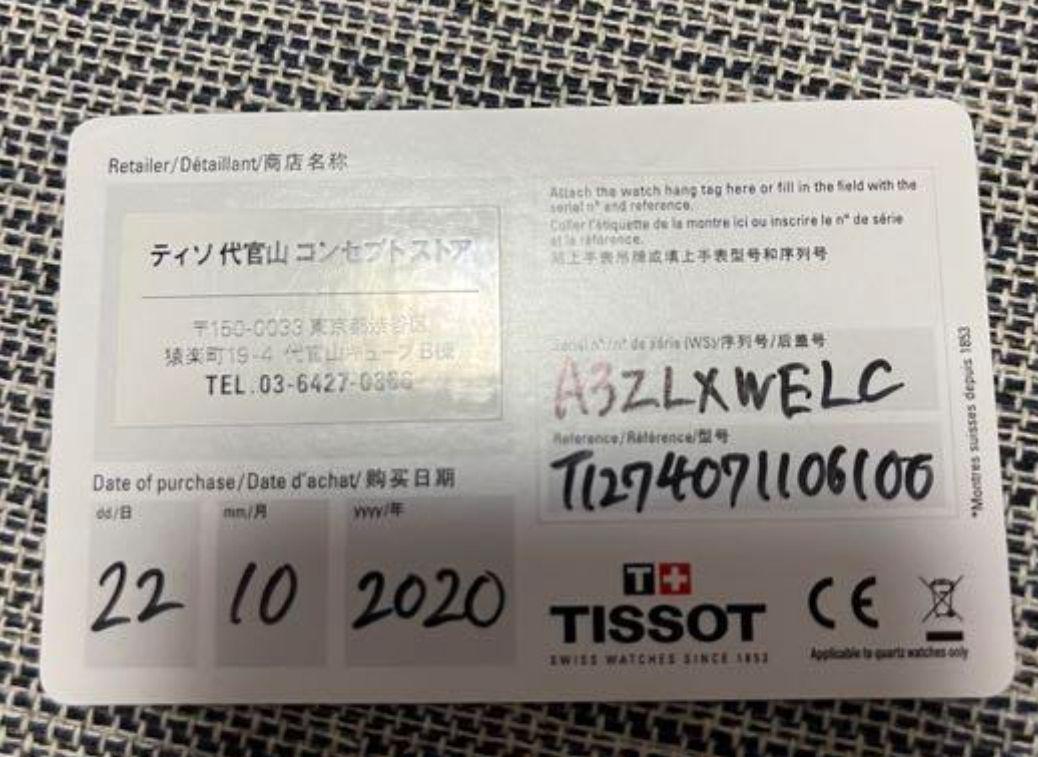 Retailer/Détaillant/商店名称
ティソ 代官山 コンセプトストア
〒150-0033 東京都渋谷区
猿楽町19-4 代官山キューブ B棟
TEL.03-6427-0366
Date of purchase/Date d'achat/购买日期
dd/日 mm/月 yyyy/年
22 10 2020
Attach the watch hang tag here or fill in the field with the
serial n° and reference.
Coller l'étiquette de la montre ici ou inscrire le n° de série
et la référence.
贴上手表吊牌或填上手表型号和序列号
Serial n°/n° de série (WS)/序列号/后盖号
A3ZLXWELC
Reference/Référence/型号
T1274071106100
T+
TISSOT
SWISS WATCHES SINCE 1853
CE
Applicable to quartz watches only
*Montres suisses depuis 1853